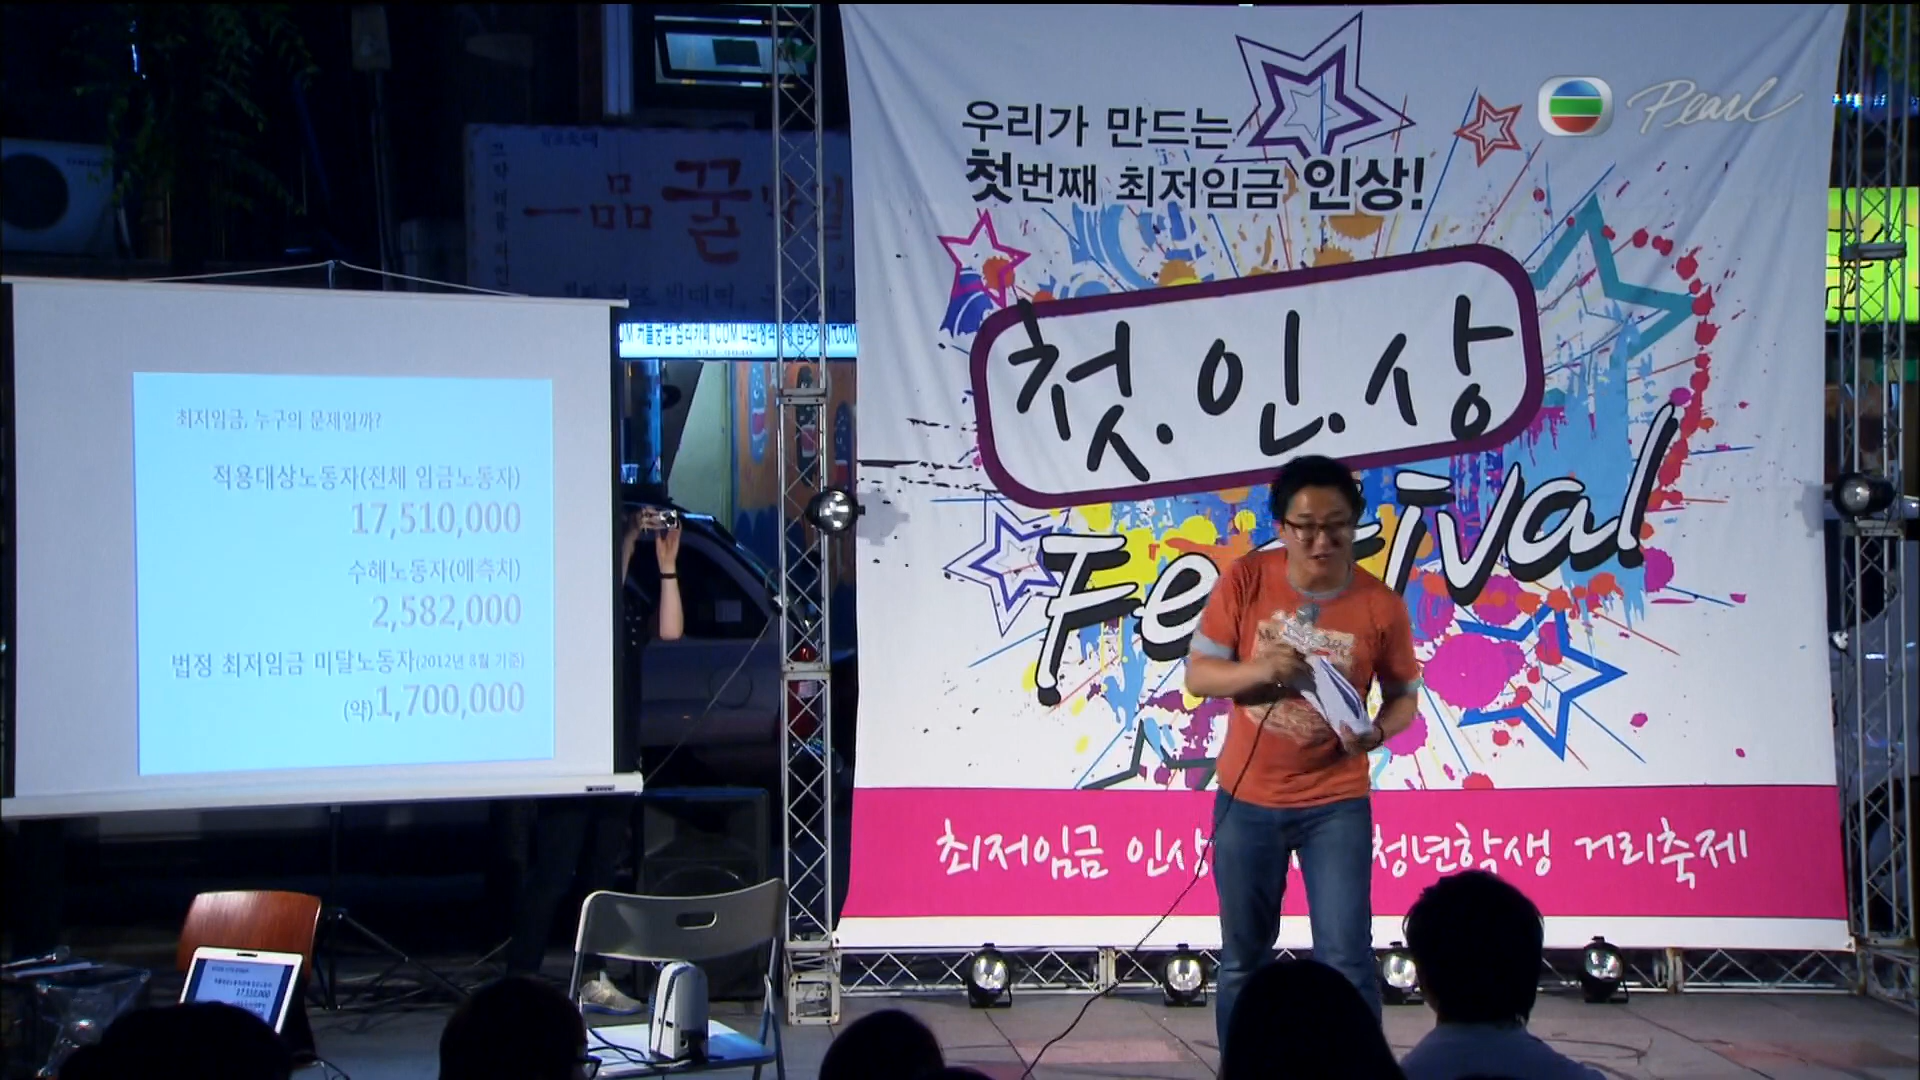 Pearl
우리가 만드는
첫번째 최저임금 인상!
첫.인.상
최저임금 인상
청년학생 거리축제
一品 꿀
최저임금, 누구의 문제일까?
적용대상노동자(전체 임금노동자)
17,510,000
수혜노동자(예측치)
2,582,000
법정 최저임금 미달노동자(2012년 8월 기준)
(약)1,700,000